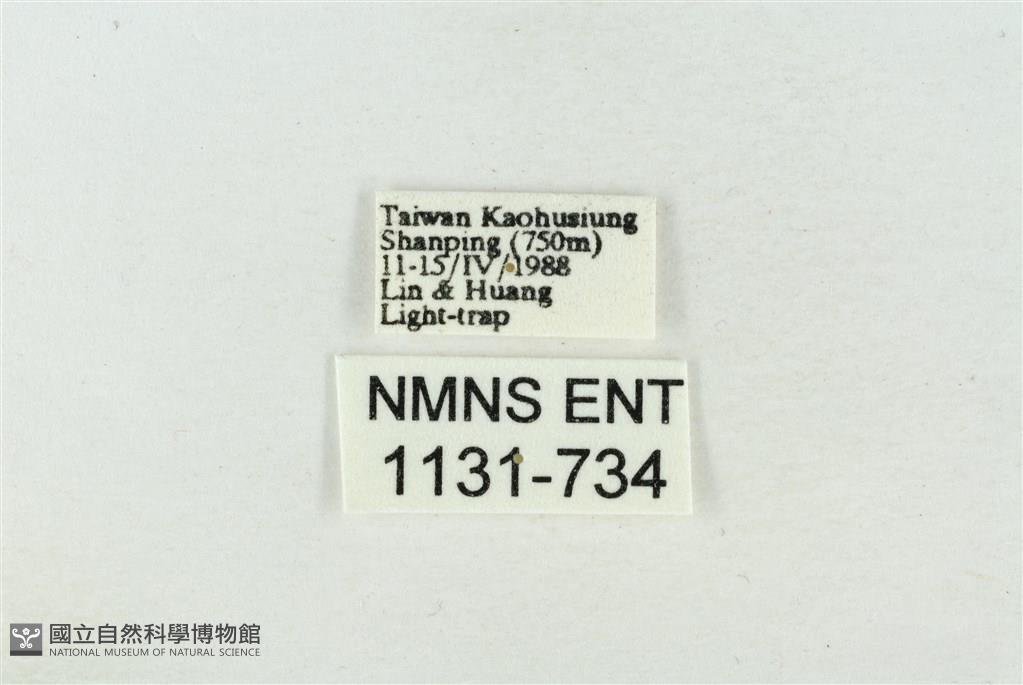 Taiwan Kaohusiung
Shanping (750m)
11-15/IV/1988
Lin & Huang
Light-trap
NMNS ENT
1131-734
國立自然科學博物館
NATIONAL MUSEUM OF NATURAL SCIENCE